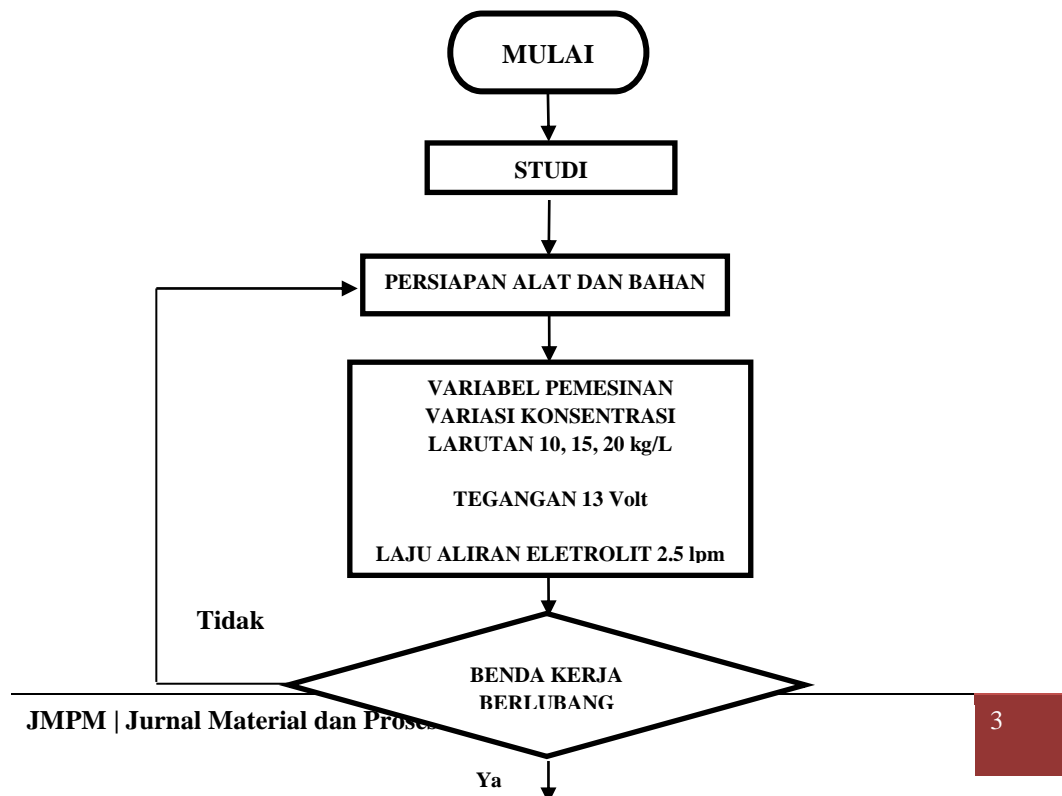 MULAI
STUDI
PERSIAPAN ALAT DAN BAHAN
VARIABEL PEMESINAN
VARIASI KONSENTRASI
LARUTAN 10, 15, 20 kg/L
TEGANGAN 13 Volt
LAJU ALIRAN ELETROLIT 2.5 lpm
Tidak
BENDA KERJA
BERLUBANG
JMPM | Jurnal Material dan Proses
3
Ya